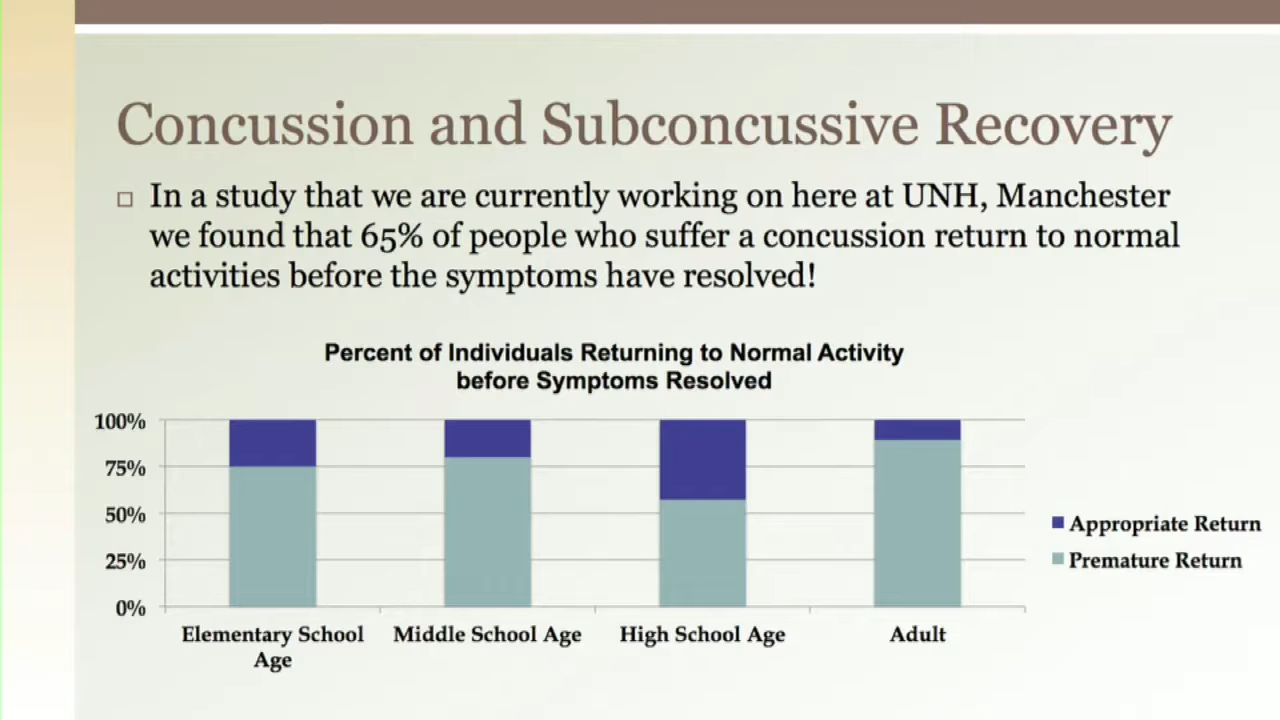 Concussion and Subconcussive Recovery
In a study that we are currently working on here at UNH, Manchester
we found that 65% of people who suffer a concussion return to normal
activities before the symptoms have resolved!
Percent of Individuals Returning to Normal Activity
before Symptoms Resolved
100%
75%
50%
25%
0%
Elementary School
Age
Middle School Age
High School Age
Adult
Appropriate Return
Premature Return